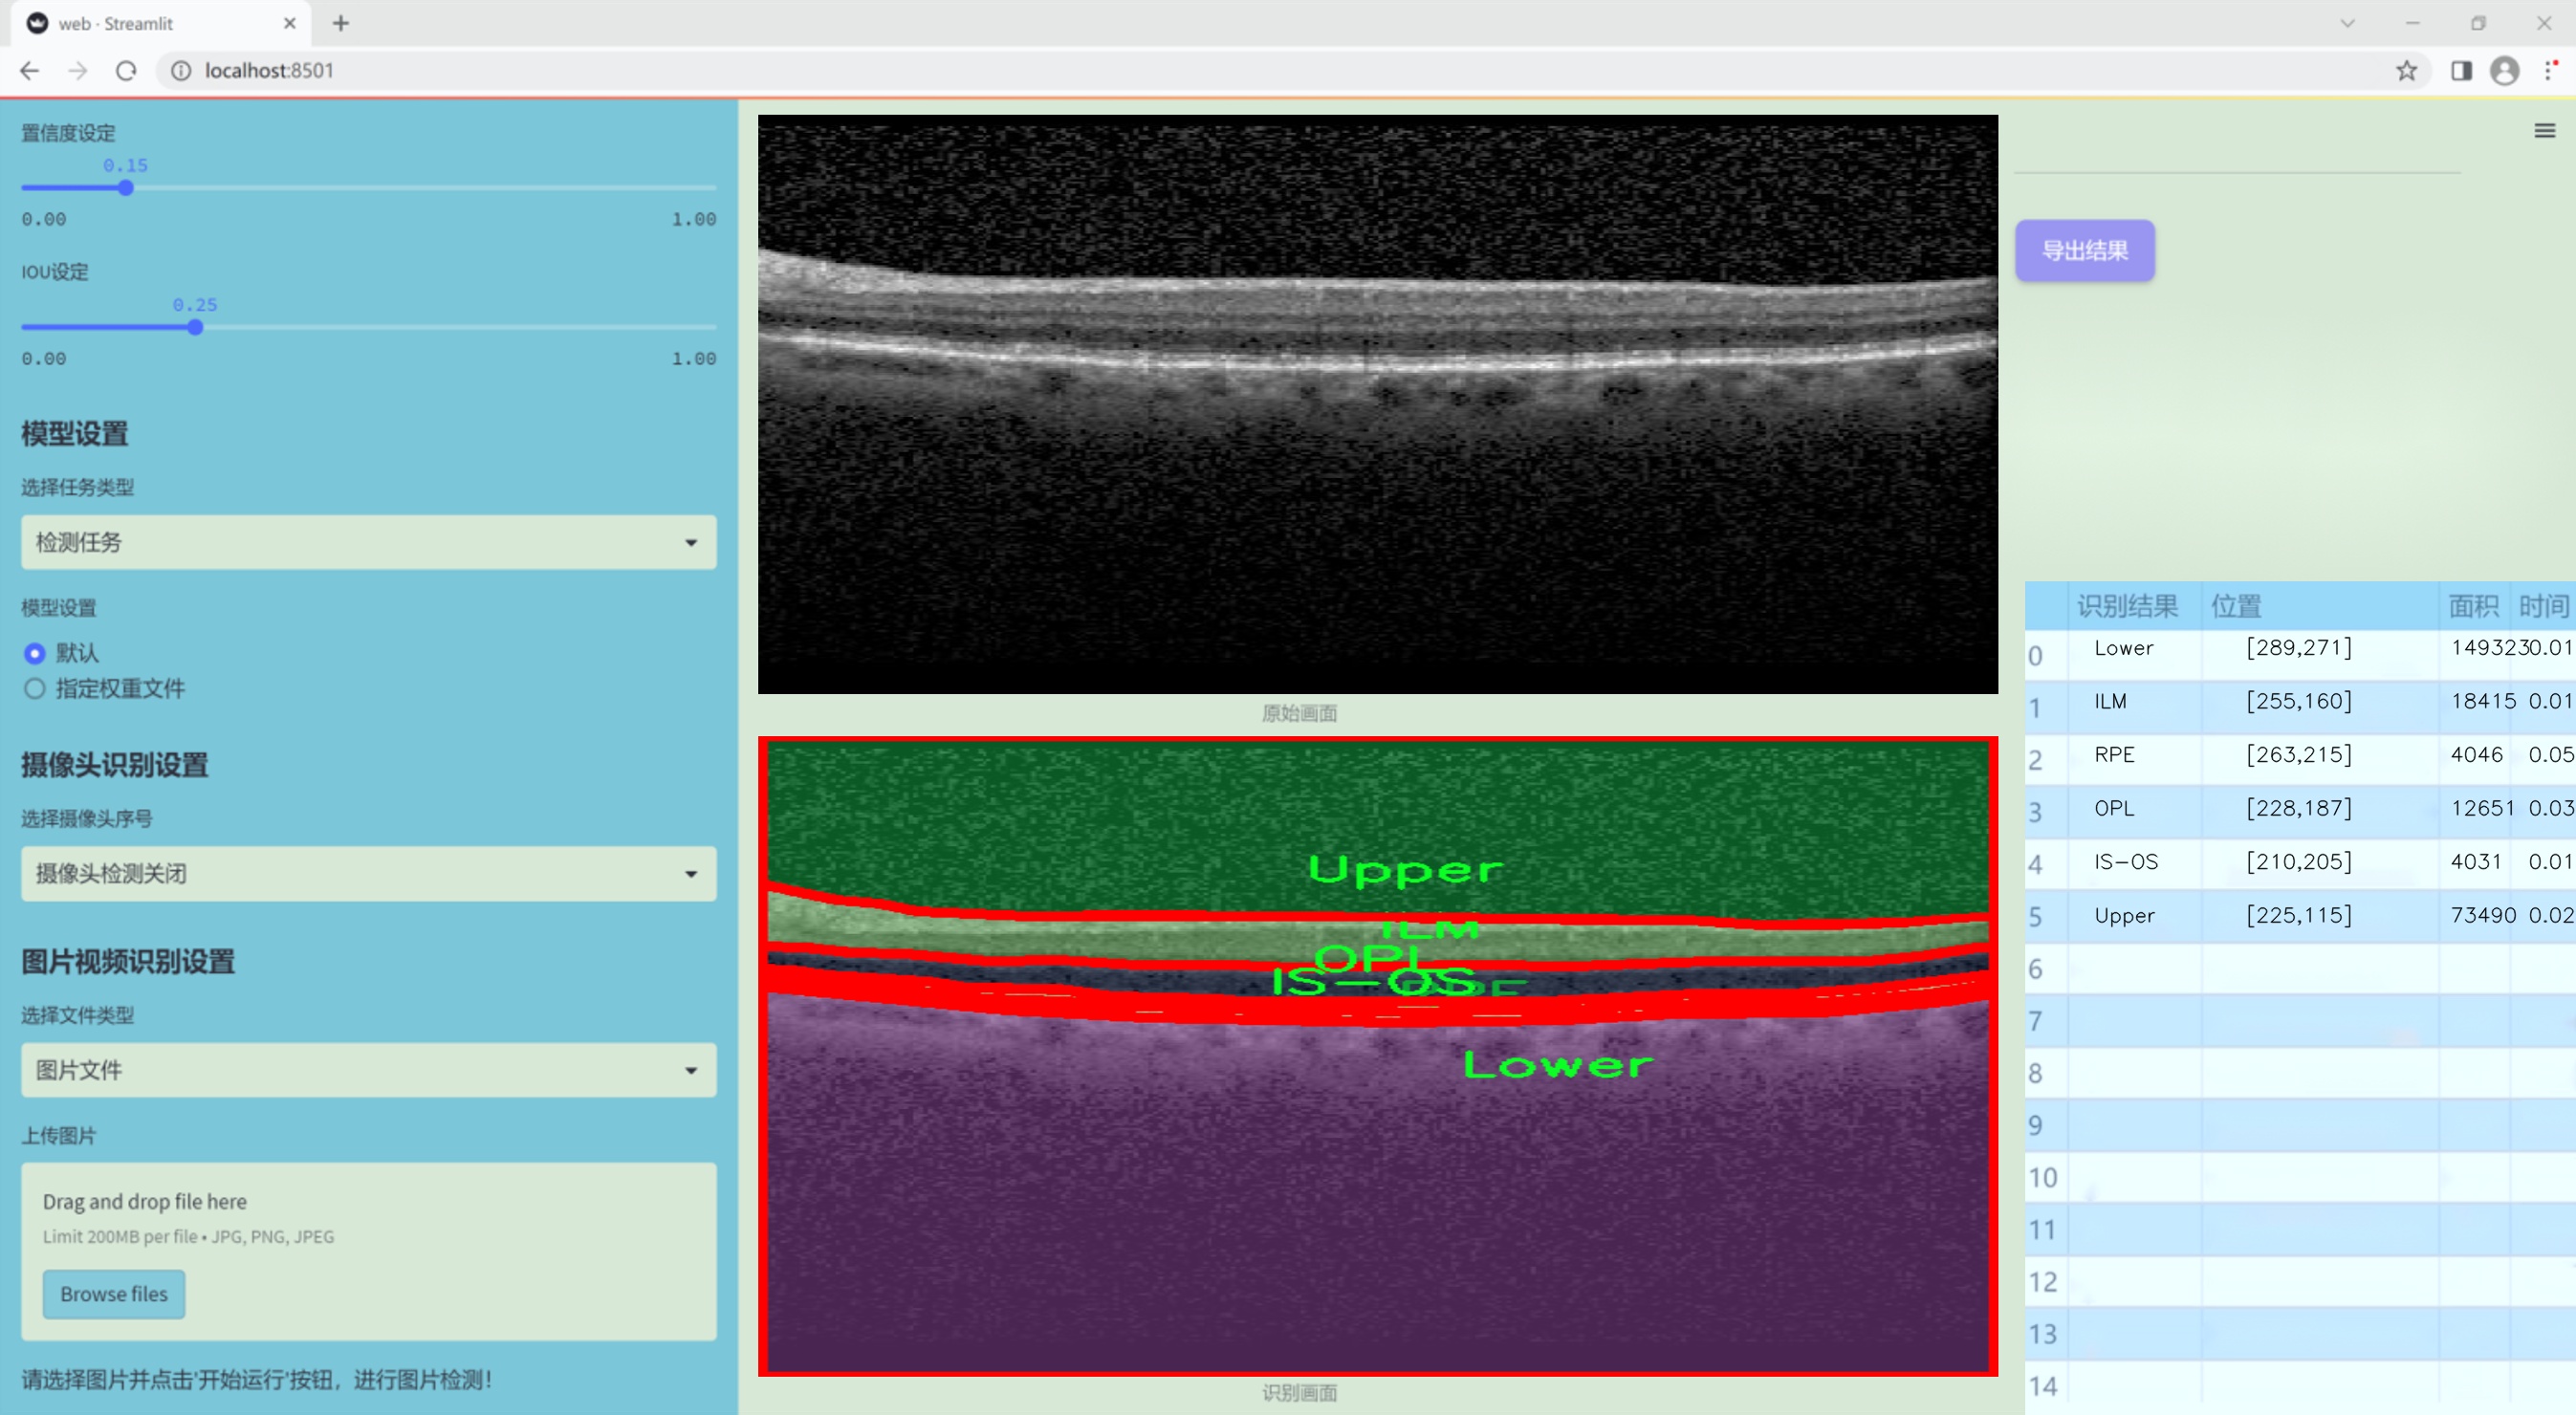 web · Streamlit
localhost:8501
置信度设定
0.15
0.00 1.00
IOU设定
0.25
0.00 1.00
模型设置
选择任务类型
检测任务
模型设置
默认
指定权重文件
摄像头识别设置
选择摄像头序号
摄像头检测关闭
图片视频识别设置
选择文件类型
图片文件
上传图片
Drag and drop file here
Limit 200MB per file • JPG, PNG, JPEG
Browse files
请选择图片并点击'开始运行'按钮，进行图片检测！
原始画面
Upper
ILM
OPL
IS-OS
RPE
Lower
识别画面
导出结果
识别结果 位置 面积 时间
0 Lower [289,271] 149323 0.01
1 ILM [255,160] 18415 0.01
2 RPE [263,215] 4046 0.05
3 OPL [228,187] 12651 0.03
4 IS-OS [210,205] 4031 0.01
5 Upper [225,115] 73490 0.02
6
7
8
9
10
11
12
13
14